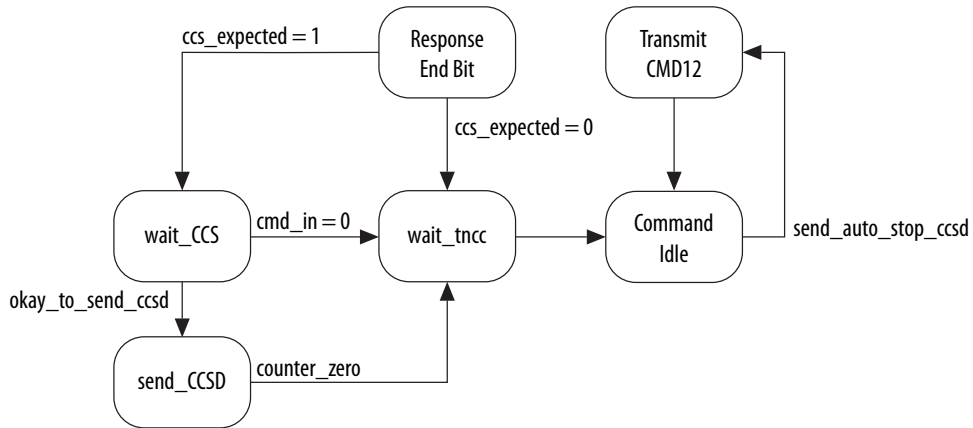 ccs_expected = 1
Response
End Bit
Transmit
CMD12
ccs_expected = 0
wait_CCS
cmd_in = 0
wait_tncc
Command
Idle
send_auto_stop_ccsd
okay_to_send_ccsd
send_CCSD
counter_zero